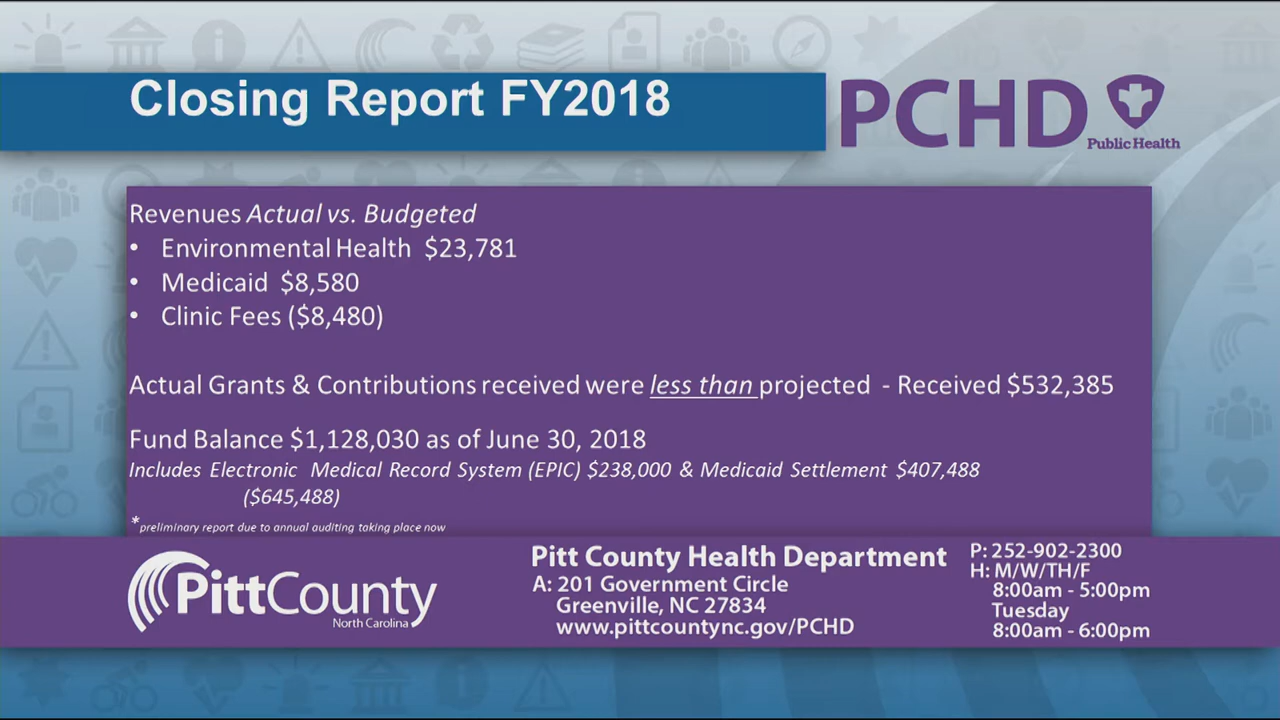 Closing Report FY2018
PCHD
Public Health
Revenues Actual vs. Budgeted
• Environmental Health $23,781
• Medicaid $8,580
• Clinic Fees ($8,480)
Actual Grants & Contributions received were less than projected - Received $532,385
Fund Balance $1,128,030 as of June 30, 2018
Includes Electronic Medical Record System (EPIC) $238,000 & Medicaid Settlement $407,488
($645,488)
*preliminary report due to annual auditing taking place now
PittCounty
North Carolina
Pitt County Health Department
A: 201 Government Circle
Greenville, NC 27834
www.pittcountync.gov/PCHD
P: 252-902-2300
H: M/W/TH/F
8:00am - 5:00pm
Tuesday
8:00am - 6:00pm